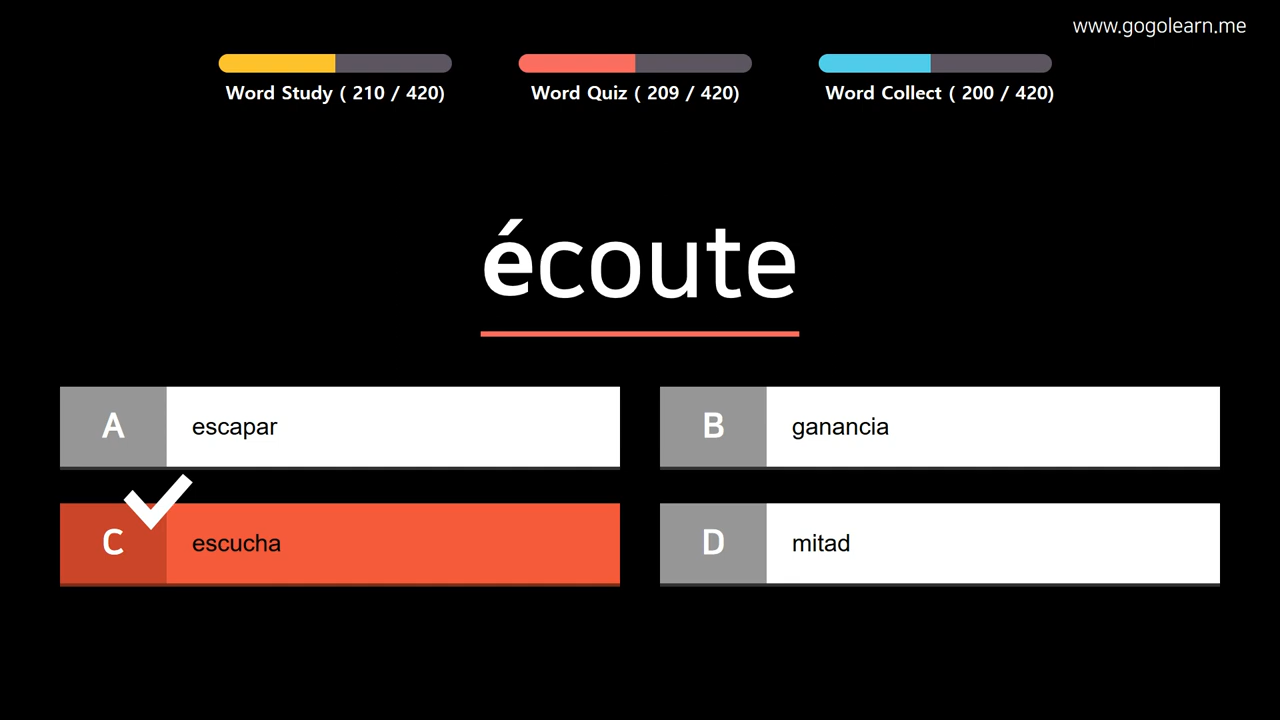 www.gogolearn.me
Word Study ( 210 / 420)
Word Quiz ( 209 / 420)
Word Collect ( 200 / 420)
écoute
A escapar
B ganancia
C escucha
D mitad